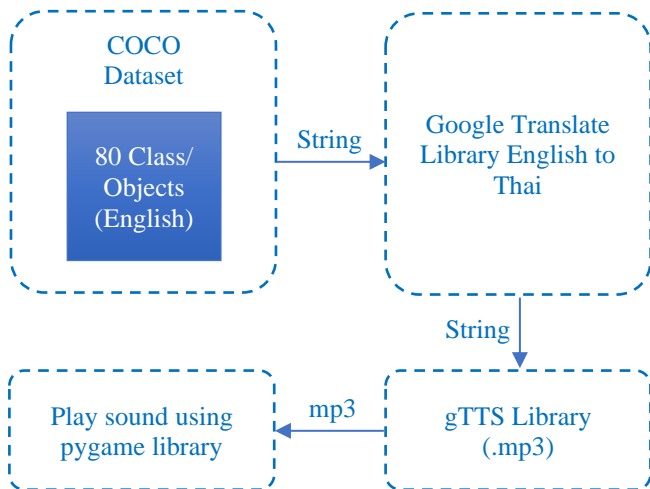 COCO
Dataset
80 Class/
Objects
(English)
String
Google Translate
Library English to
Thai
String
gTTS Library
(.mp3)
mp3
Play sound using
pygame library